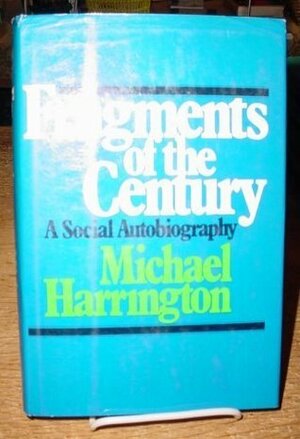 Fragments
of the
Century
A Social Autobiography
Michael
Harrington